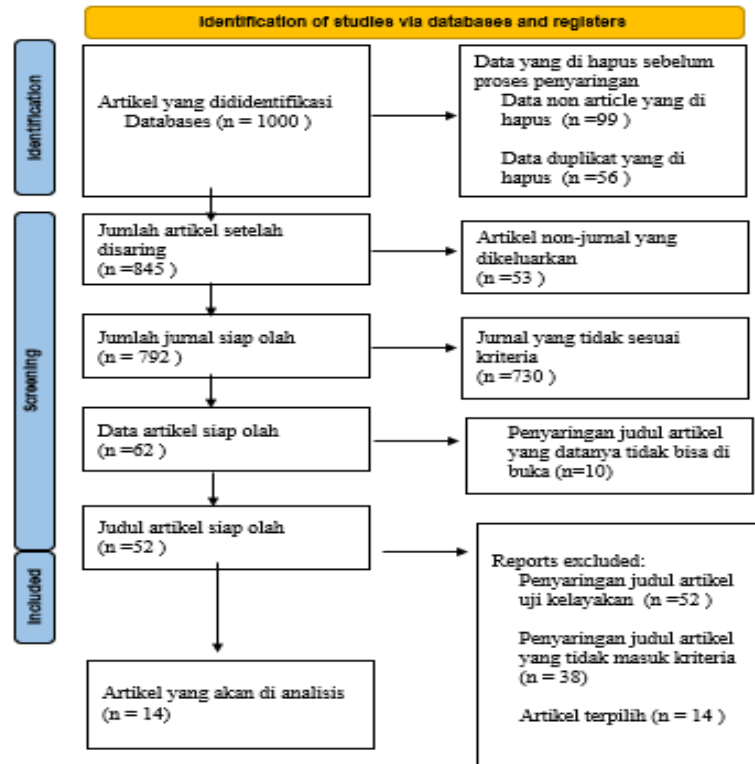 Identification of studies via databases and registers
Identification
Artikel yang dididentifikasi
Databases (n = 1000 )
Data yang di hapus sebelum
proses penyaringan
Data non article yang di
hapus (n =99 )
Data duplikat yang di
hapus (n =56 )
Screening
Jumlah artikel setelah
disaring
(n =845 )
Artikel non-jurnal yang
dikeluarkan
(n =53 )
Jumlah jurnal siap olah
(n = 792 )
Jurnal yang tidak sesuai
kriteria
(n =730 )
Data artikel siap olah
(n =62 )
Penyaringan judul artikel
yang datanya tidak bisa di
buka (n=10)
Judul artikel siap olah
(n =52 )
Included
Reports excluded:
Penyaringan judul artikel
uji kelayakan (n =52 )
Penyaringan judul artikel
yang tidak masuk kriteria
(n = 38)
Artikel terpilih (n = 14 )
Artikel yang akan di analisis
(n = 14)